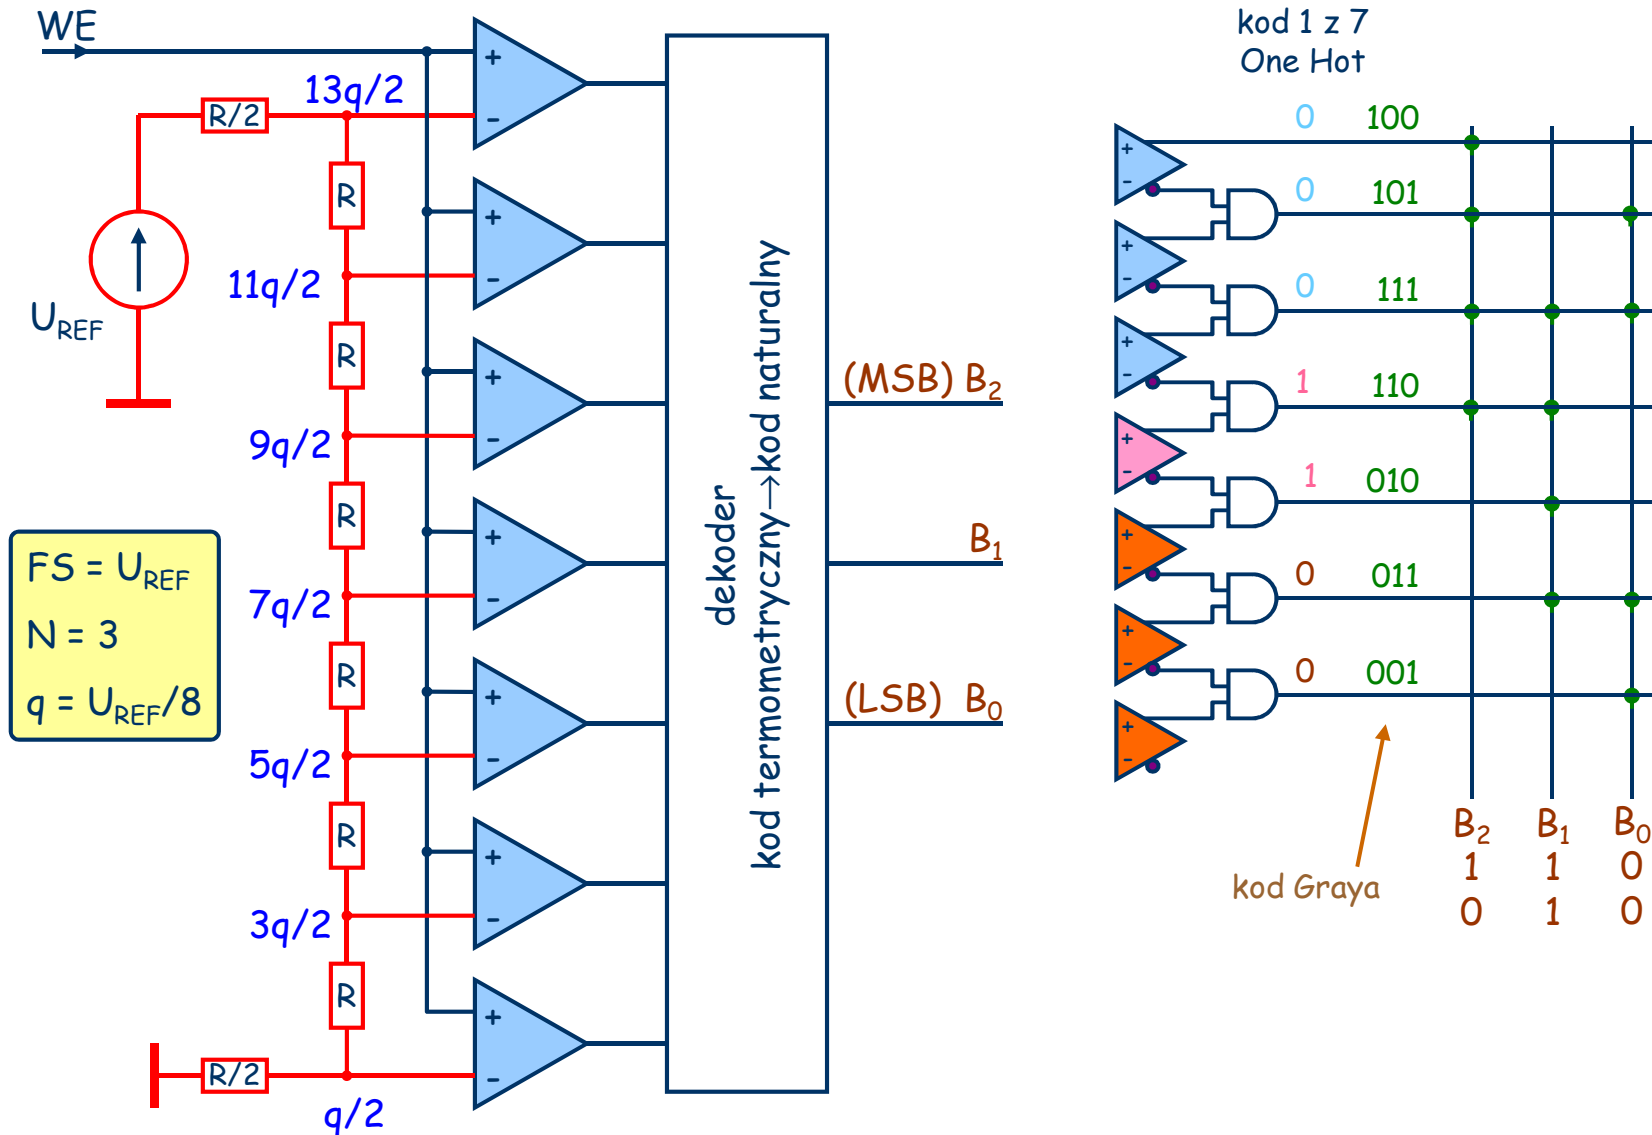 WE
13q/2
R/2
R
11q/2
U_REF
R
9q/2
R
7q/2
R
5q/2
R
3q/2
R
R/2
q/2
FS = U_REF
N = 3
q = U_REF/8
+
-
+
-
+
-
+
-
+
-
+
-
+
-
dekoder
kod termometryczny→kod naturalny
(MSB) B2
B1
(LSB) B0
kod 1 z 7
One Hot
0 100
0 101
0 111
1 110
1 010
0 011
0 001
+
-
+
-
+
-
+
-
+
-
+
-
+
-
kod Graya
B2 B1 B0
1 1 0
0 1 0